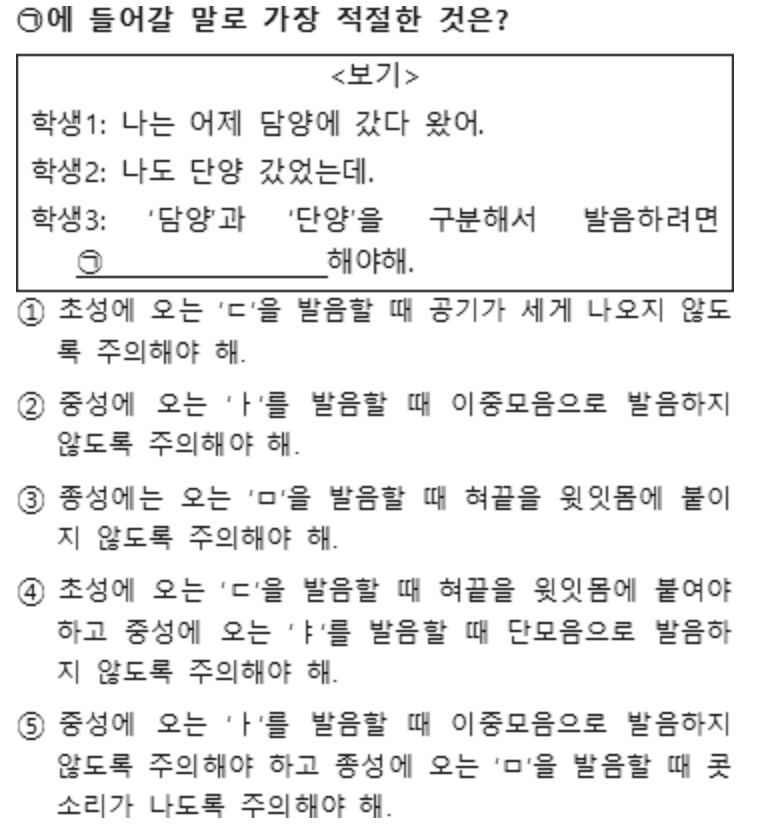 ㉠에 들어갈 말로 가장 적절한 것은?
<보기>
학생1: 나는 어제 담양에 갔다 왔어.
학생2: 나도 단양 갔었는데.
학생3: '담양'과 '단양'을 구분해서 발음하려면
㉠ 해야해.
① 초성에 오는 'ㄷ'을 발음할 때 공기가 세게 나오지 않도
록 주의해야 해.
② 중성에 오는 'ㅏ'를 발음할 때 이중모음으로 발음하지
않도록 주의해야 해.
③ 종성에는 오는 'ㅁ'을 발음할 때 혀끝을 윗잇몸에 붙이
지 않도록 주의해야 해.
④ 초성에 오는 'ㄷ'을 발음할 때 혀끝을 윗잇몸에 붙여야
하고 중성에 오는 'ㅑ'를 발음할 때 단모음으로 발음하
지 않도록 주의해야 해.
⑤ 중성에 오는 'ㅏ'를 발음할 때 이중모음으로 발음하지
않도록 주의해야 하고 종성에 오는 'ㅁ'을 발음할 때 콧
소리가 나도록 주의해야 해.